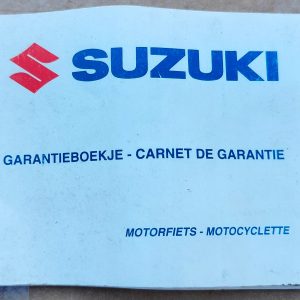 SUZUKI
GARANTIEBOEKJE - CARNET DE GARANTIE
MOTORFIETS - MOTOCYCLETTE